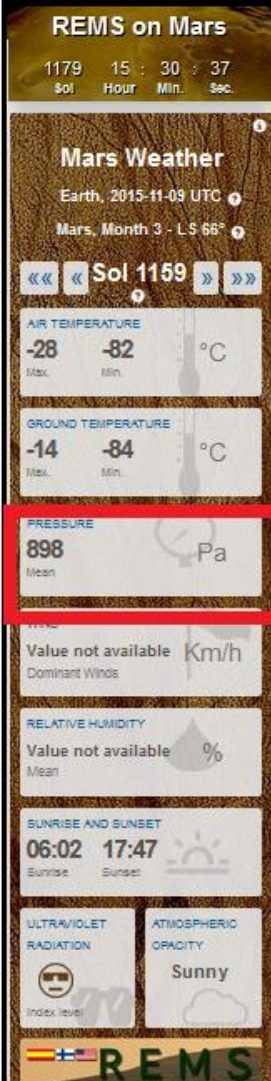 REMS on Mars
1179 15 : 30 : 37
Sol Hour Min. Sec.
Mars Weather
Earth, 2015-11-09 UTC ?
Mars, Month 3 - LS 66° ?
«« « Sol 1159 » »»
?
AIR TEMPERATURE
-28 -82 °C
Max. Min.
GROUND TEMPERATURE
-14 -84 °C
Max. Min.
PRESSURE
898 Pa
Mean
WIND
Value not available Km/h
Dominant Winds
RELATIVE HUMIDITY
Value not available %
Mean
SUNRISE AND SUNSET
06:02 17:47
Sunrise Sunset
ULTRAVIOLET
RADIATION
Index level
ATMOSPHERIC
OPACITY
Sunny
REMS